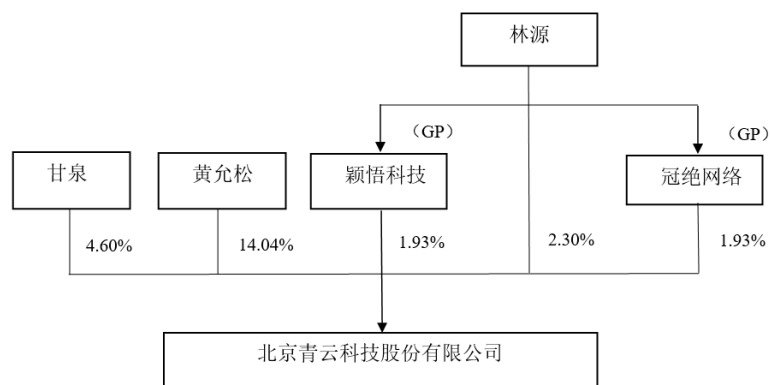 林源
（GP）
（GP）
甘泉
黄允松
颖悟科技
冠绝网络
4.60%
14.04%
1.93%
2.30%
1.93%
北京青云科技股份有限公司